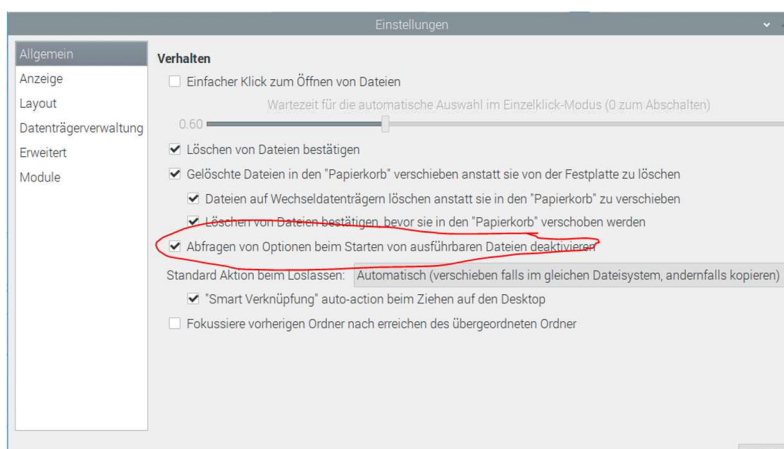 Einstellungen
Allgemein
Anzeige
Layout
Datenträgerverwaltung
Erweitert
Module
Verhalten
Einfacher Klick zum Öffnen von Dateien
Wartezeit für die automatische Auswahl im Einzelklick-Modus (0 zum Abschalten)
0.60
Löschen von Dateien bestätigen
Gelöschte Dateien in den "Papierkorb" verschieben anstatt sie von der Festplatte zu löschen
Dateien auf Wechseldatenträgern löschen anstatt sie in den "Papierkorb" zu verschieben
Löschen von Dateien bestätigen, bevor sie in den "Papierkorb" verschoben werden
Abfragen von Optionen beim Starten von ausführbaren Dateien deaktivieren
Standard Aktion beim Loslassen: Automatisch (verschieben falls im gleichen Dateisystem, andernfalls kopieren)
"Smart Verknüpfung" auto-action beim Ziehen auf den Desktop
Fokussiere vorherigen Ordner nach erreichen des übergeordneten Ordner